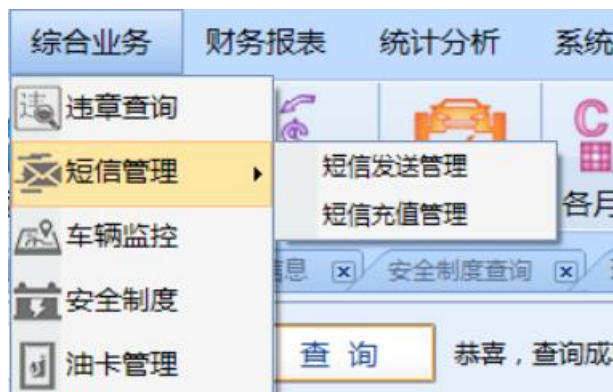 综合业务 财务报表 统计分析 系统
违章查询
短信管理
短信发送管理
短信充值管理
各月
车辆监控
信息 安全制度查询
安全制度
查 询 恭喜，查询成
油卡管理